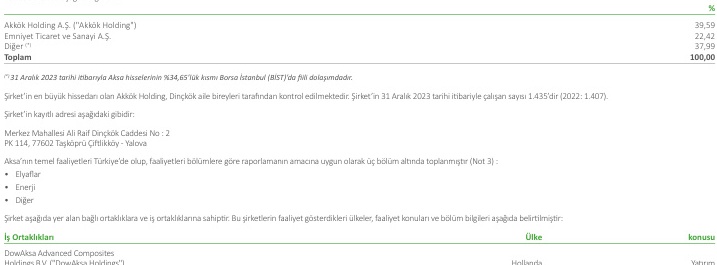 %
Akkök Holding A.Ş. ("Akkök Holding") 39,59
Emniyet Ticaret ve Sanayi A.Ş. 22,42
Diğer (*) 37,99
Toplam 100,00
(*) 31 Aralık 2023 tarihi itibarıyla Aksa hisselerinin %34,65'lük kısmı Borsa İstanbul (BİST)'da fiili dolaşımdadır.
Şirket'in en büyük hissedarı olan Akkök Holding, Dinçkök aile bireyleri tarafından kontrol edilmektedir. Şirket'in 31 Aralık 2023 tarihi itibariyle çalışan sayısı 1.435'dir (2022: 1.407).
Şirket'in kayıtlı adresi aşağıdaki gibidir:
Merkez Mahallesi Ali Raif Dinçkök Caddesi No : 2
PK 114, 77602 Taşköprü Çiftlikköy - Yalova
Aksa'nın temel faaliyetleri Türkiye'de olup, faaliyetleri bölümlere göre raporlamanın amacına uygun olarak üç bölüm altında toplanmıştır (Not 3) :
• Elyaflar
• Enerji
• Diğer
Şirket aşağıda yer alan bağlı ortaklıklara ve iş ortaklıklarına sahiptir. Bu şirketlerin faaliyet gösterdikleri ülkeler, faaliyet konuları ve bölüm bilgileri aşağıda belirtilmiştir:
İş Ortaklıkları Ülke konusu
DowAksa Advanced Composites
Holdings B.V. ("DowAksa Holdings") Hollanda Yatırım